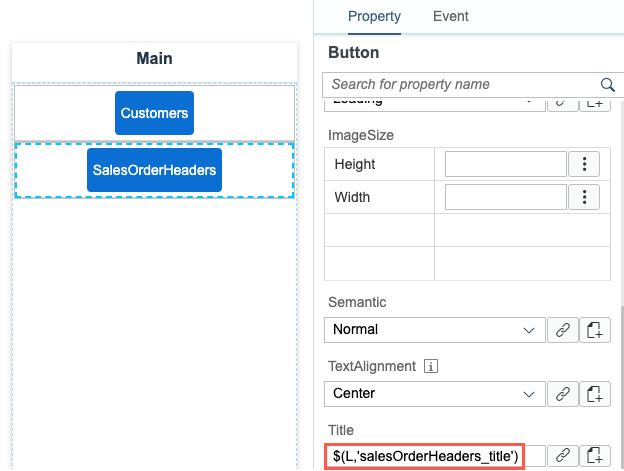 Property Event
Main
Button
Search for property name
Customers
Leading
ImageSize
Height
SalesOrderHeaders
Width
Semantic
Normal
TextAlignment i
Center
Title
$(L,'salesOrderHeaders_title')